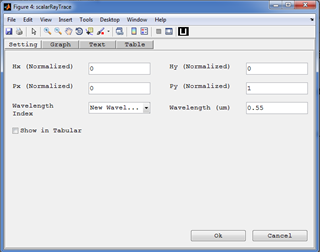 Figure 4: scalarRayTrace
File Edit View Insert Tools Desktop Window Help
Setting Graph Text Table
Hx (Normalized) 0 Hy (Normalized) 0
Px (Normalized) 0 Py (Normalized) 1
Wavelength Index New Wavel... Wavelength (um) 0.55
Show in Tabular
Ok Cancel